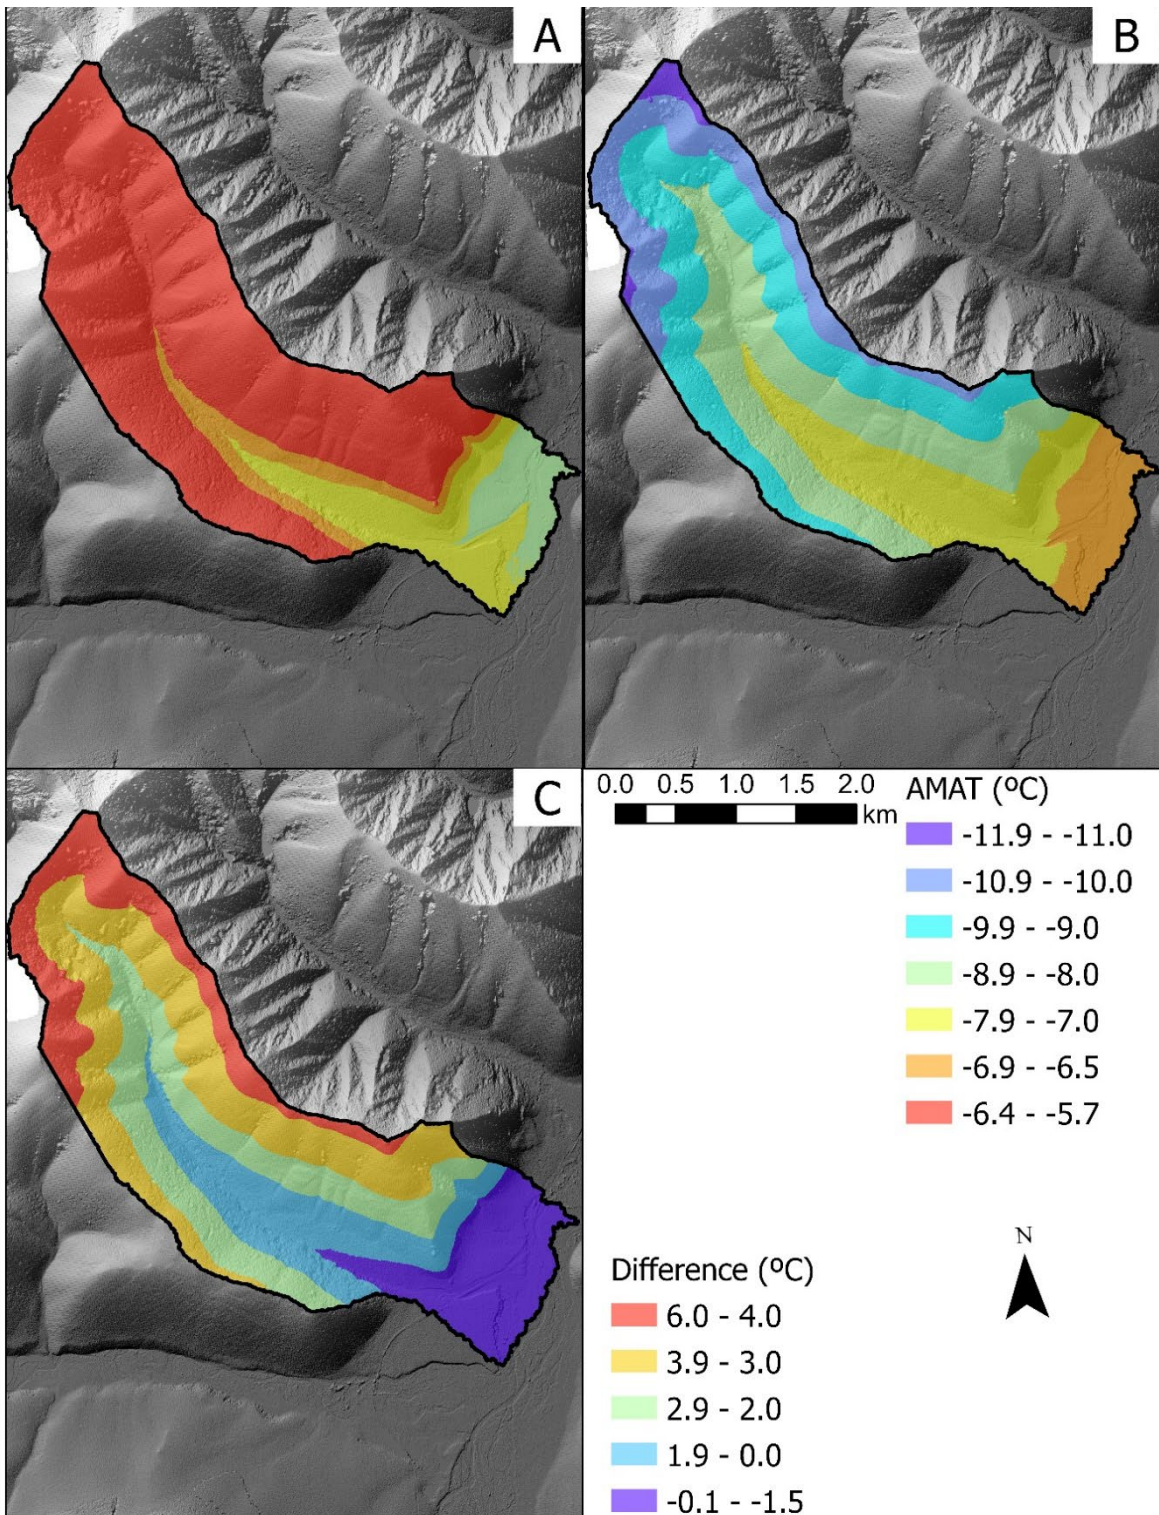 A
B
C
0.0 0.5 1.0 1.5 2.0
km
AMAT (ºC)
-11.9 - -11.0
-10.9 - -10.0
-9.9 - -9.0
-8.9 - -8.0
-7.9 - -7.0
-6.9 - -6.5
-6.4 - -5.7
N
Difference (ºC)
6.0 - 4.0
3.9 - 3.0
2.9 - 2.0
1.9 - 0.0
-0.1 - -1.5